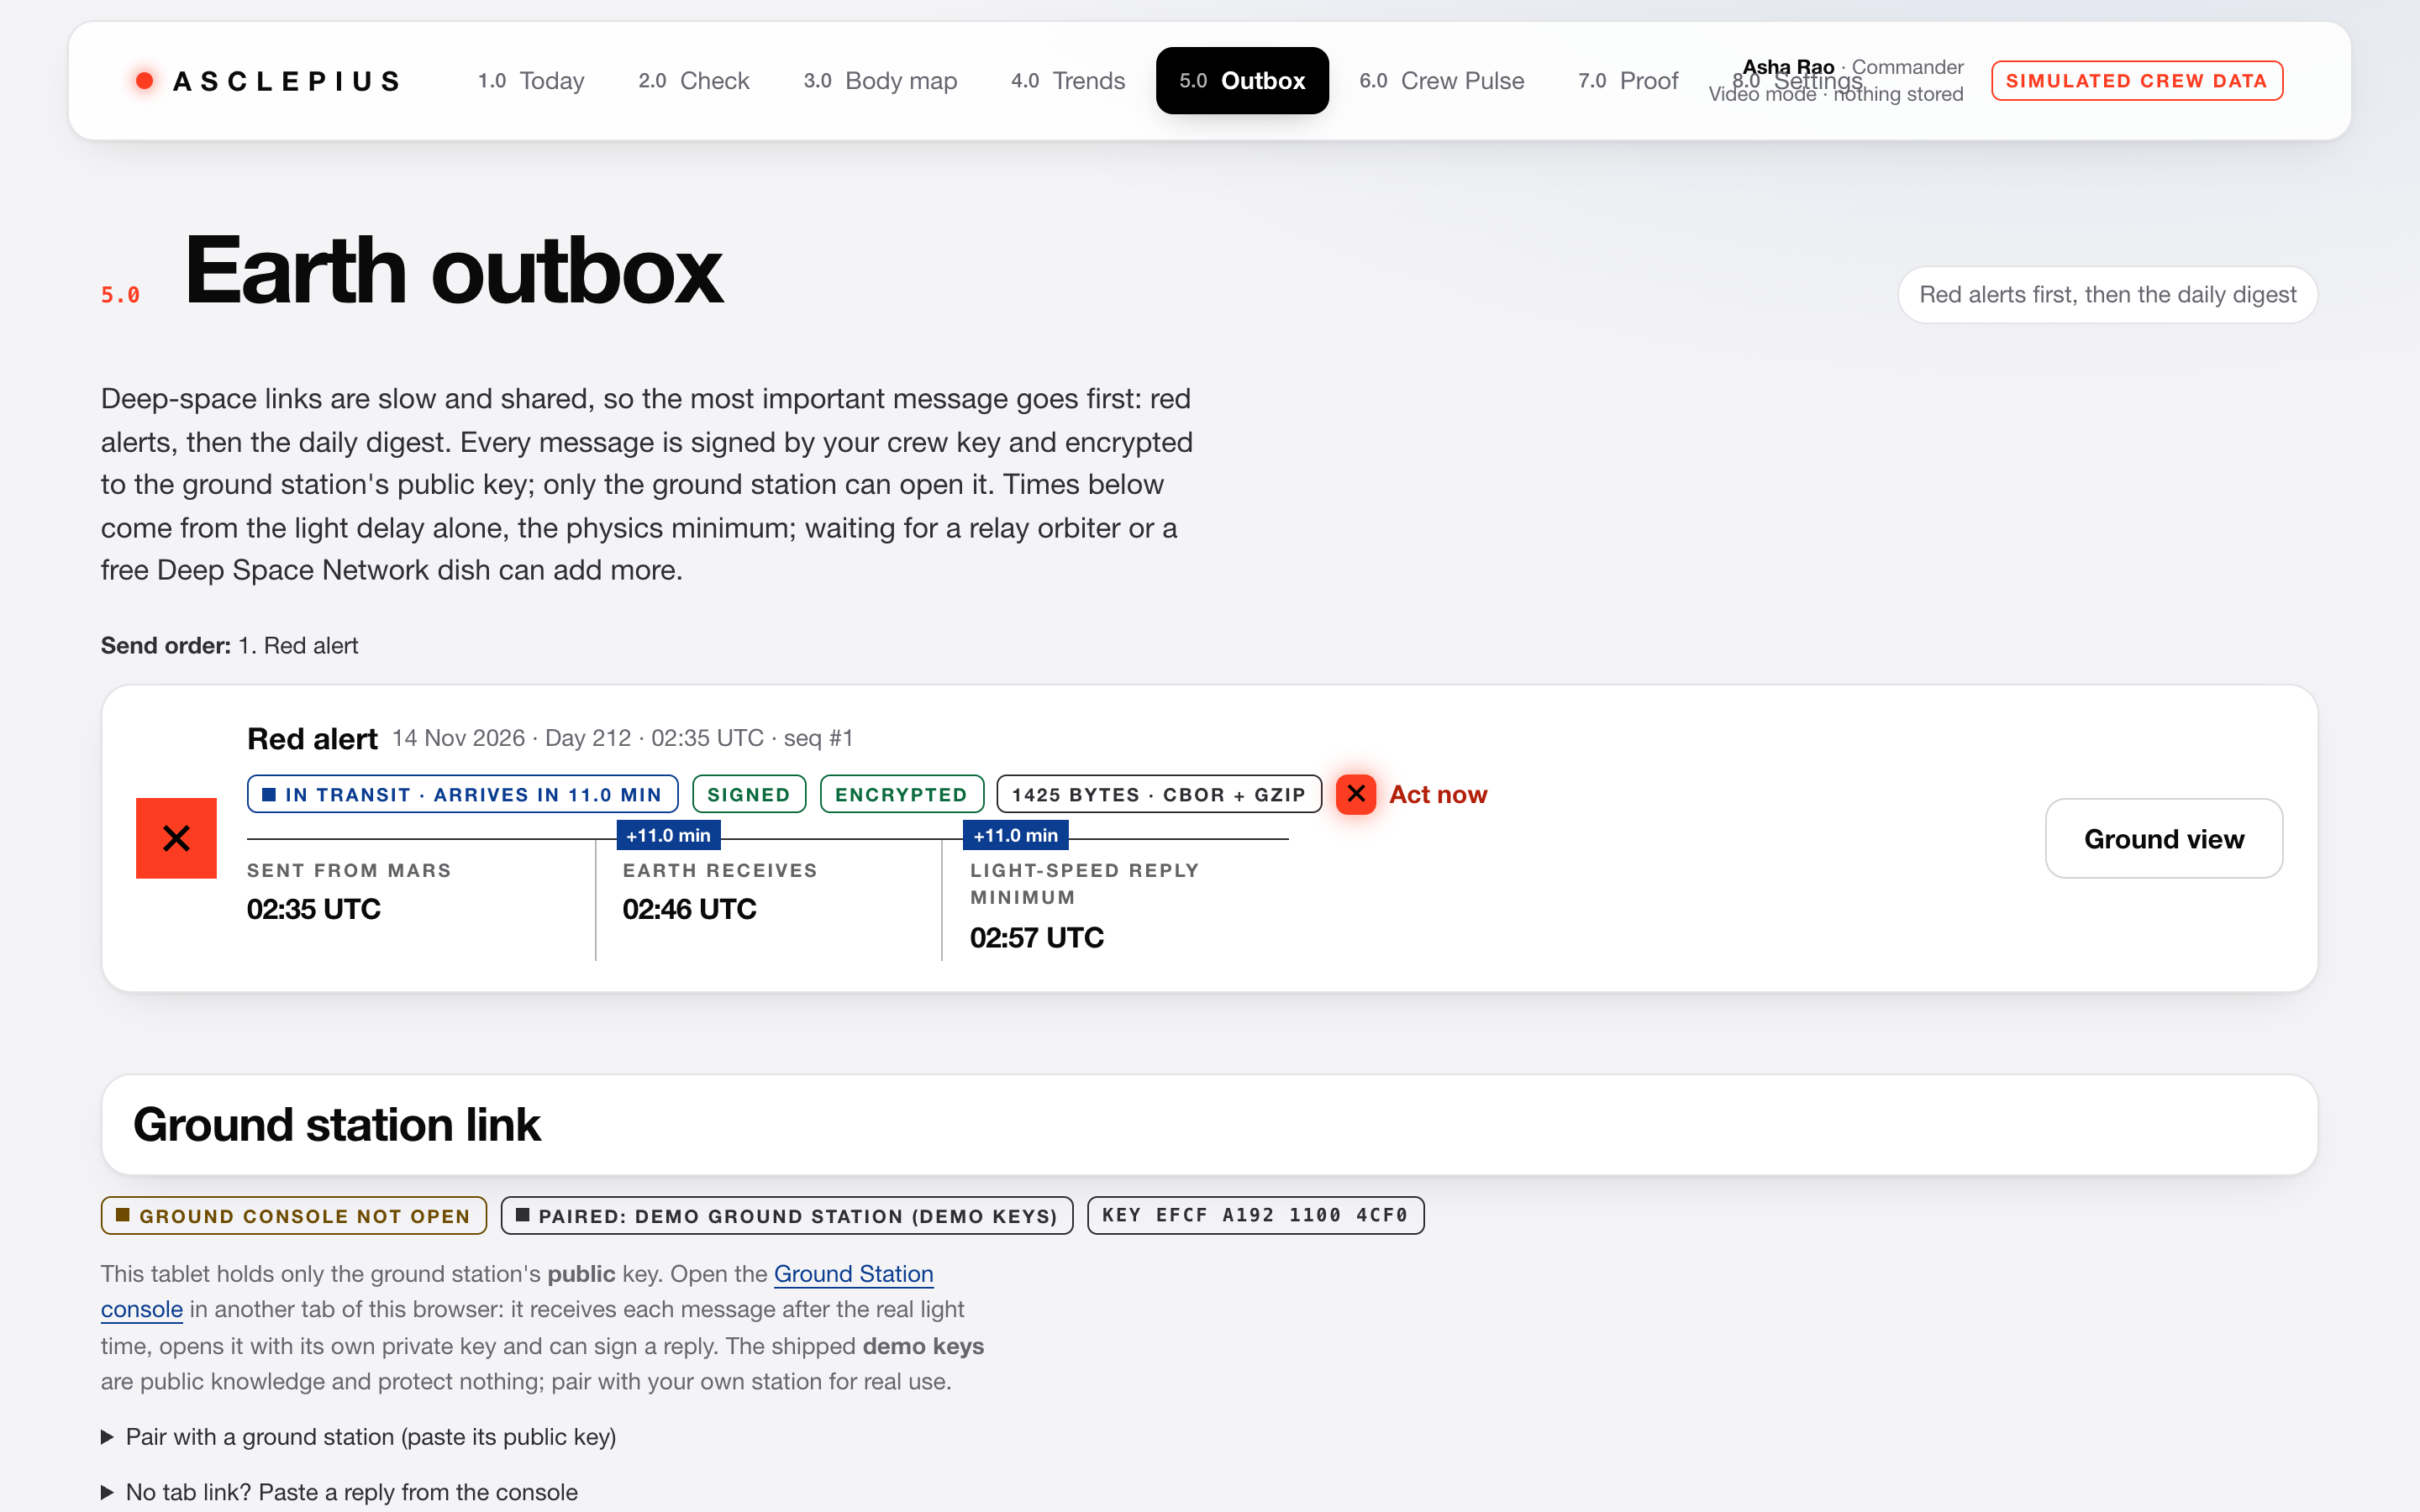 ASCLEPIUS
1.0 Today
2.0 Check
3.0 Body map
4.0 Trends
5.0 Outbox
6.0 Crew Pulse
7.0 Proof
8.0 Settings
Asha Rao · Commander
Video mode · nothing stored
SIMULATED CREW DATA
5.0 Earth outbox
Red alerts first, then the daily digest
Deep-space links are slow and shared, so the most important message goes first: red
alerts, then the daily digest. Every message is signed by your crew key and encrypted
to the ground station's public key; only the ground station can open it. Times below
come from the light delay alone, the physics minimum; waiting for a relay orbiter or a
free Deep Space Network dish can add more.
Send order: 1. Red alert
Red alert 14 Nov 2026 · Day 212 · 02:35 UTC · seq #1
IN TRANSIT · ARRIVES IN 11.0 MIN
SIGNED
ENCRYPTED
1425 BYTES · CBOR + GZIP
Act now
+11.0 min
+11.0 min
SENT FROM MARS
02:35 UTC
EARTH RECEIVES
02:46 UTC
LIGHT-SPEED REPLY
MINIMUM
02:57 UTC
Ground view
Ground station link
GROUND CONSOLE NOT OPEN
PAIRED: DEMO GROUND STATION (DEMO KEYS)
KEY EFCF A192 1100 4CF0
This tablet holds only the ground station's public key. Open the Ground Station
console in another tab of this browser: it receives each message after the real light
time, opens it with its own private key and can sign a reply. The shipped demo keys
are public knowledge and protect nothing; pair with your own station for real use.
Pair with a ground station (paste its public key)
No tab link? Paste a reply from the console